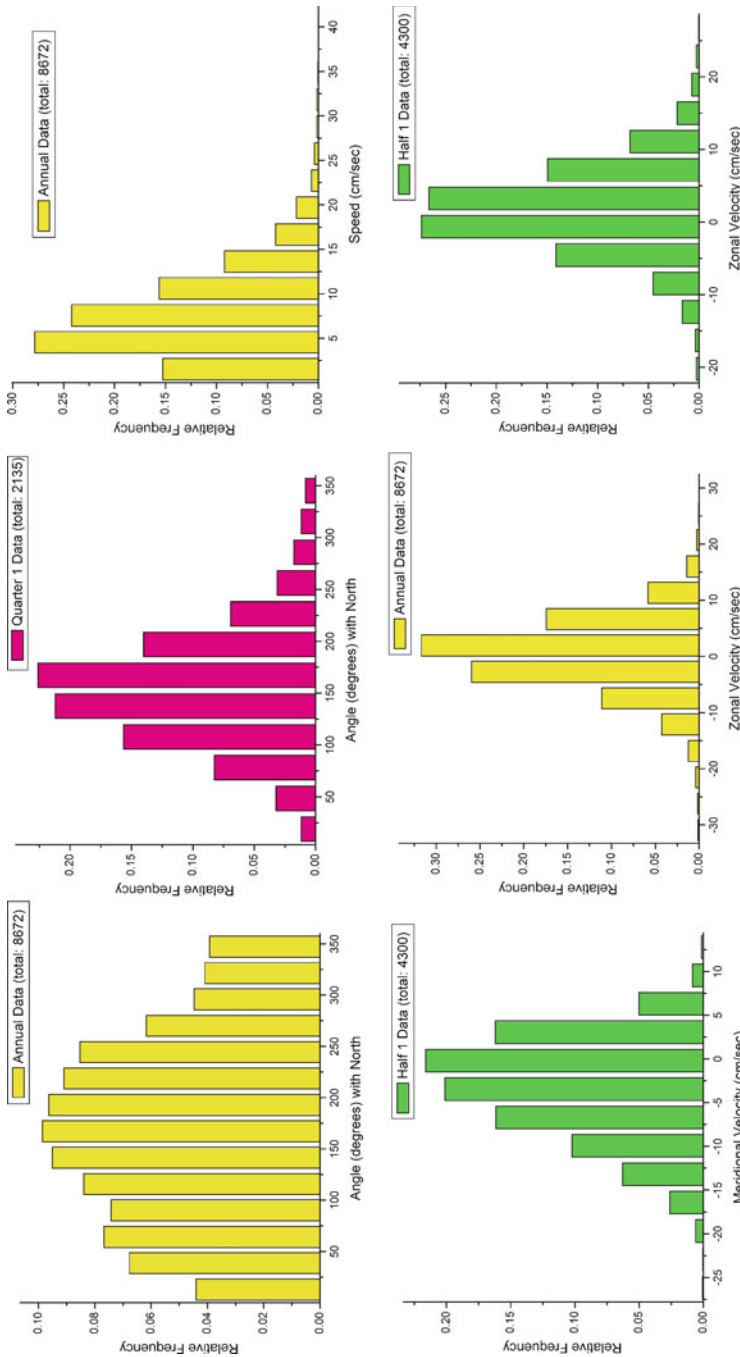 Annual Data (total: 8672)
Relative Frequency
0.10
0.08
0.06
0.04
0.02
0.00
50 100 150 200 250 300 350
Angle (degrees) with North
Quarter 1 Data (total: 2135)
Relative Frequency
0.20
0.15
0.10
0.05
0.00
50 100 150 200 250 300 350
Angle (degrees) with North
Annual Data (total: 8672)
Relative Frequency
0.30
0.25
0.20
0.15
0.10
0.05
0.00
5 10 15 20 25 30 35 40
Speed (cm/sec)
Half 1 Data (total: 4300)
Relative Frequency
0.20
0.15
0.10
0.05
0.00
-25 -20 -15 -10 -5 0 5 10
Meridional Velocity (cm/sec)
Annual Data (total: 8672)
Relative Frequency
0.30
0.25
0.20
0.15
0.10
0.05
0.00
-30 -20 -10 0 10 20 30
Zonal Velocity (cm/sec)
Half 1 Data (total: 4300)
Relative Frequency
0.25
0.20
0.15
0.10
0.05
0.00
-20 -10 0 10 20
Zonal Velocity (cm/sec)